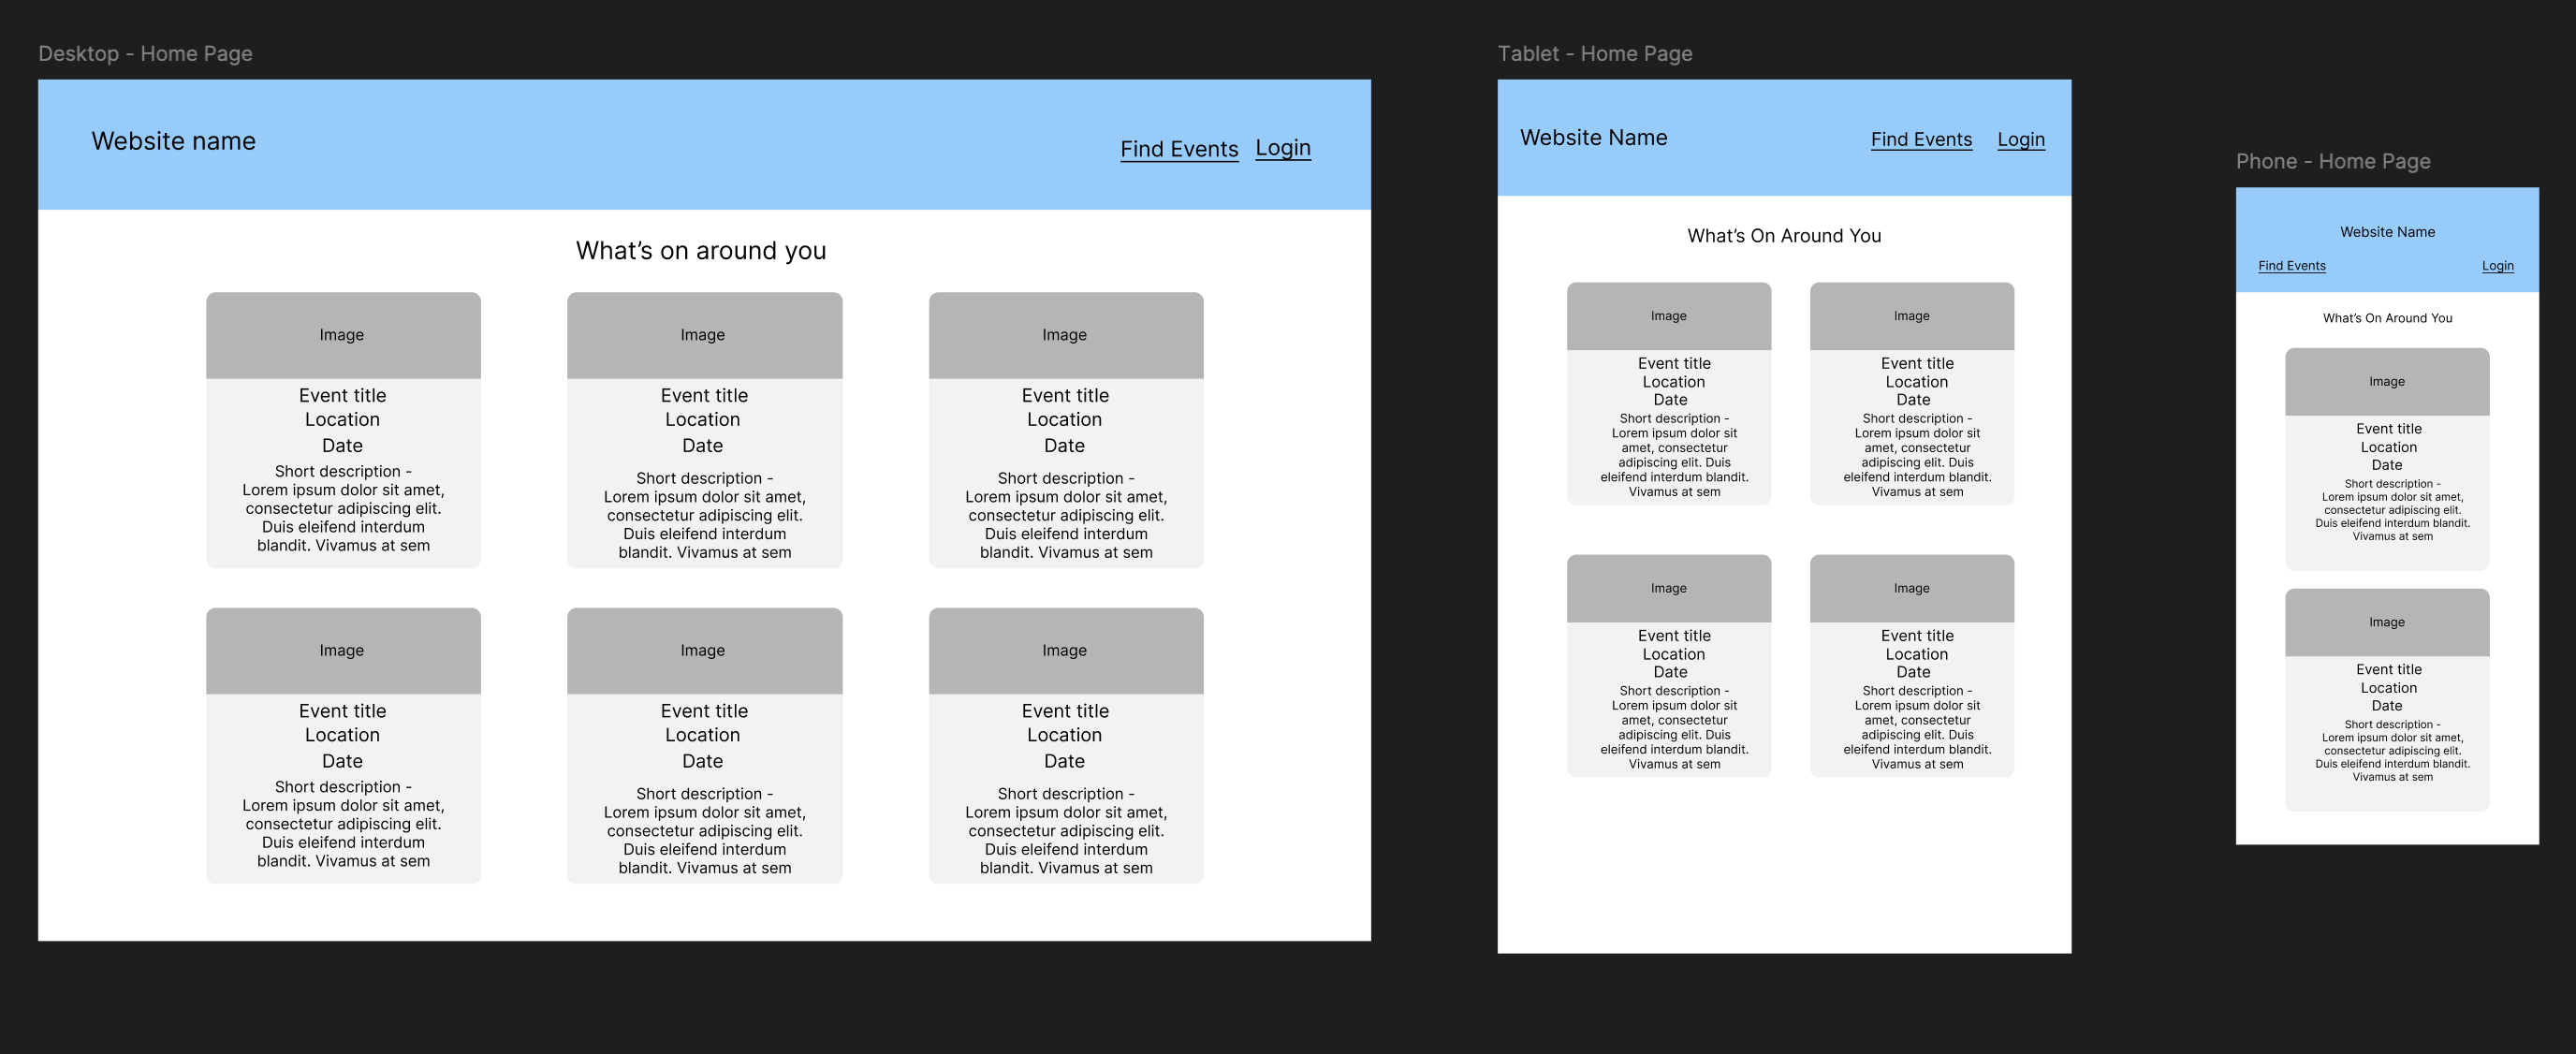 Desktop - Home Page
Website name
Find Events
Login
What’s on around you
Image
Event title
Location
Date
Short description -
Lorem ipsum dolor sit amet,
consectetur adipiscing elit.
Duis eleifend interdum
blandit. Vivamus at sem
Image
Event title
Location
Date
Short description -
Lorem ipsum dolor sit amet,
consectetur adipiscing elit.
Duis eleifend interdum
blandit. Vivamus at sem
Image
Event title
Location
Date
Short description -
Lorem ipsum dolor sit amet,
consectetur adipiscing elit.
Duis eleifend interdum
blandit. Vivamus at sem
Image
Event title
Location
Date
Short description -
Lorem ipsum dolor sit amet,
consectetur adipiscing elit.
Duis eleifend interdum
blandit. Vivamus at sem
Image
Event title
Location
Date
Short description -
Lorem ipsum dolor sit amet,
consectetur adipiscing elit.
Duis eleifend interdum
blandit. Vivamus at sem
Image
Event title
Location
Date
Short description -
Lorem ipsum dolor sit amet,
consectetur adipiscing elit.
Duis eleifend interdum
blandit. Vivamus at sem
Tablet - Home Page
Website Name
Find Events
Login
What’s On Around You
Image
Event title
Location
Date
Short description -
Lorem ipsum dolor sit
amet, consectetur
adipiscing elit. Duis
eleifend interdum blandit.
Vivamus at sem
Image
Event title
Location
Date
Short description -
Lorem ipsum dolor sit
amet, consectetur
adipiscing elit. Duis
eleifend interdum blandit.
Vivamus at sem
Image
Event title
Location
Date
Short description -
Lorem ipsum dolor sit
amet, consectetur
adipiscing elit. Duis
eleifend interdum blandit.
Vivamus at sem
Image
Event title
Location
Date
Short description -
Lorem ipsum dolor sit
amet, consectetur
adipiscing elit. Duis
eleifend interdum blandit.
Vivamus at sem
Phone - Home Page
Website Name
Find Events
Login
What’s On Around You
Image
Event title
Location
Date
Short description -
Lorem ipsum dolor sit amet,
consectetur adipiscing elit.
Duis eleifend interdum blandit.
Vivamus at sem
Image
Event title
Location
Date
Short description -
Lorem ipsum dolor sit amet,
consectetur adipiscing elit.
Duis eleifend interdum blandit.
Vivamus at sem